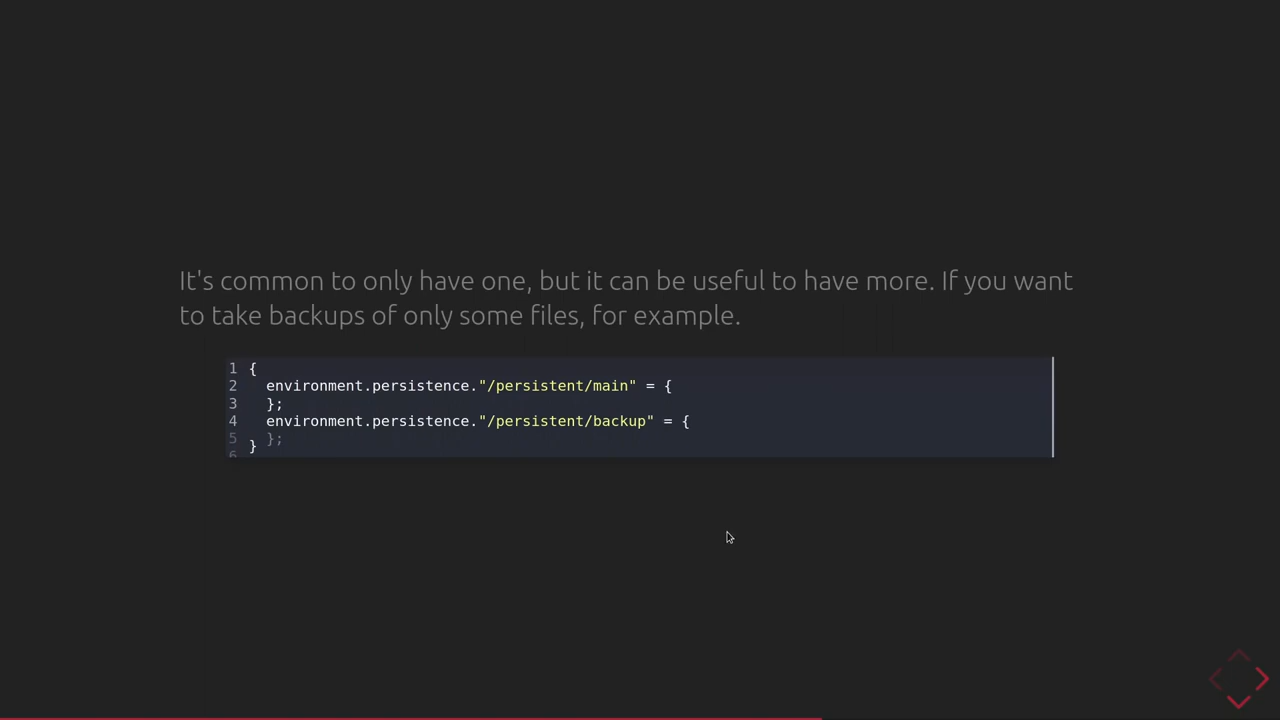 It's common to only have one, but it can be useful to have more. If you want
to take backups of only some files, for example.
1 {
2   environment.persistence."/persistent/main" = {
3   };
4   environment.persistence."/persistent/backup" = {
5   };
}
6